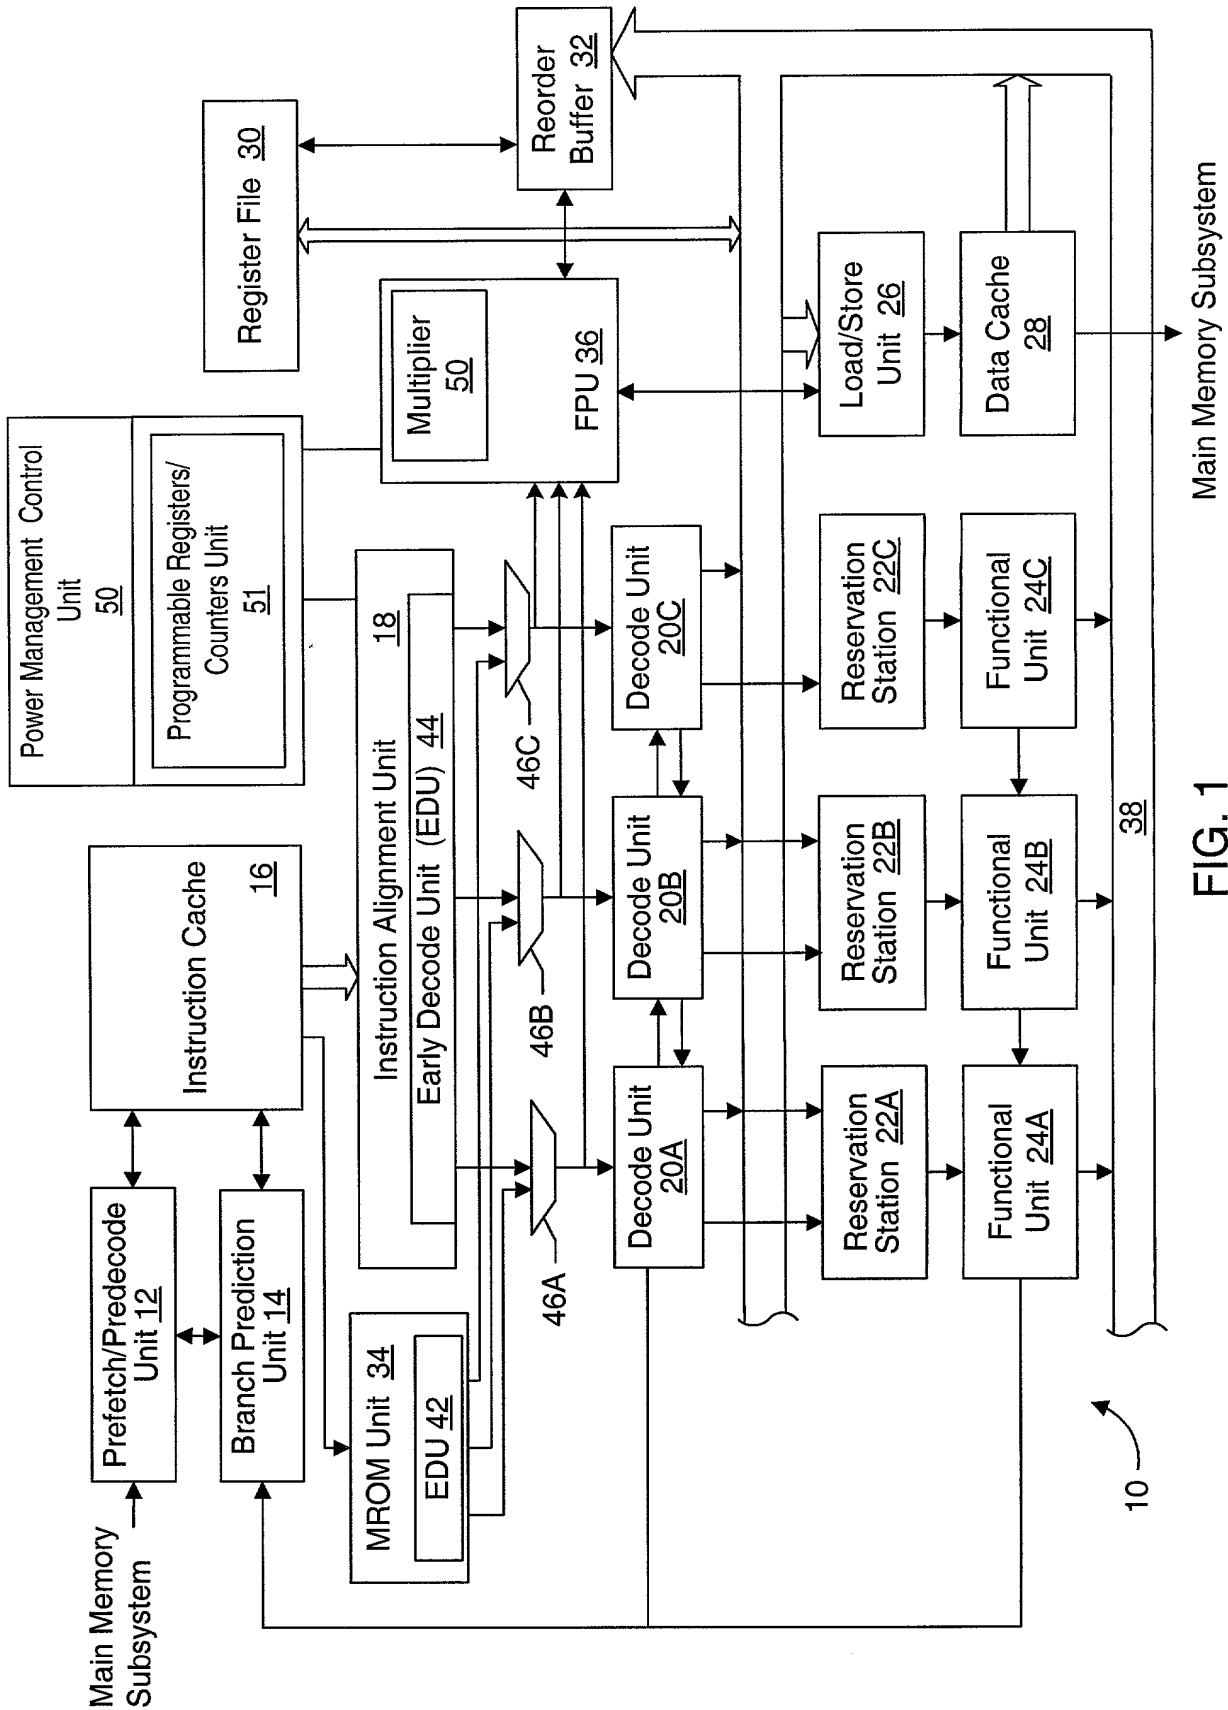 Main Memory
Subsystem
Prefetch/Predecode
Unit 12
Branch Prediction
Unit 14
Instruction Cache
16
Power Management Control
Unit
50
Programmable Registers/
Counters Unit
51
Register File 30
MROM Unit 34
EDU 42
Instruction Alignment Unit
18
Early Decode Unit (EDU) 44
Multiplier
50
FPU 36
Reorder
Buffer 32
46A
46B
46C
Decode Unit
20A
Decode Unit
20B
Decode Unit
20C
Reservation
Station 22A
Reservation
Station 22B
Reservation
Station 22C
Load/Store
Unit 26
Functional
Unit 24A
Functional
Unit 24B
Functional
Unit 24C
Data Cache
28
38
10
Main Memory Subsystem
FIG. 1